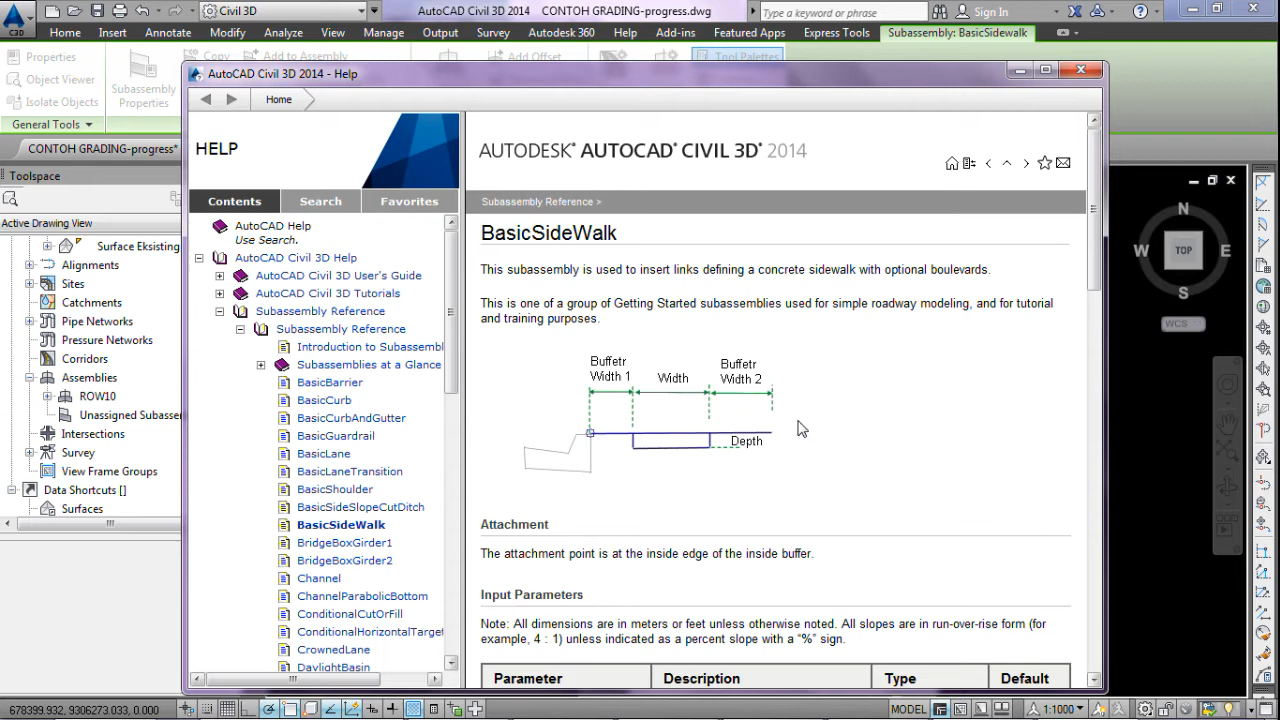 Civil 3D
AutoCAD Civil 3D 2014 CONTOH GRADING-progress.dwg
Type a keyword or phrase
Sign In
C3D
Home Insert Annotate Modify Analyze View Manage Output Survey Autodesk 360 Help Add-ins Featured Apps Express Tools Subassembly: BasicSidewalk
Properties
Object Viewer
Isolate Objects
General Tools
Subassembly
Properties
Copy
Add to Assembly
Add Offset
Tool Palettes
CONTOH GRADING-progress*
Toolspace
Active Drawing View
Surface Eksisting
Alignments
Sites
Catchments
Pipe Networks
Pressure Networks
Corridors
Assemblies
ROW10
Unassigned Subasse
Intersections
Survey
View Frame Groups
Data Shortcuts []
Surfaces
AutoCAD Civil 3D 2014 - Help
Home
HELP
Contents Search Favorites
AutoCAD Help
Use Search.
AutoCAD Civil 3D Help
AutoCAD Civil 3D User's Guide
AutoCAD Civil 3D Tutorials
Subassembly Reference
Subassembly Reference
Introduction to Subassembl
Subassemblies at a Glance
BasicBarrier
BasicCurb
BasicCurbAndGutter
BasicGuardrail
BasicLane
BasicLaneTransition
BasicShoulder
BasicSideSlopeCutDitch
BasicSideWalk
BridgeBoxGirder1
BridgeBoxGirder2
Channel
ChannelParabolicBottom
ConditionalCutOrFill
ConditionalHorizontalTarget
CrownedLane
DaylightBasin
AUTODESK® AUTOCAD® CIVIL 3D® 2014
Subassembly Reference >
BasicSideWalk
This subassembly is used to insert links defining a concrete sidewalk with optional boulevards.
This is one of a group of Getting Started subassemblies used for simple roadway modeling, and for tutorial
and training purposes.
Buffetr
Width 1
Width
Buffetr
Width 2
Depth
Attachment
The attachment point is at the inside edge of the inside buffer.
Input Parameters
Note: All dimensions are in meters or feet unless otherwise noted. All slopes are in run-over-rise form (for
example, 4 : 1) unless indicated as a percent slope with a “%” sign.
Parameter Description Type Default
N
W TOP E
S
WCS
678399.932, 9306273.033, 0.000
MODEL
1:1000